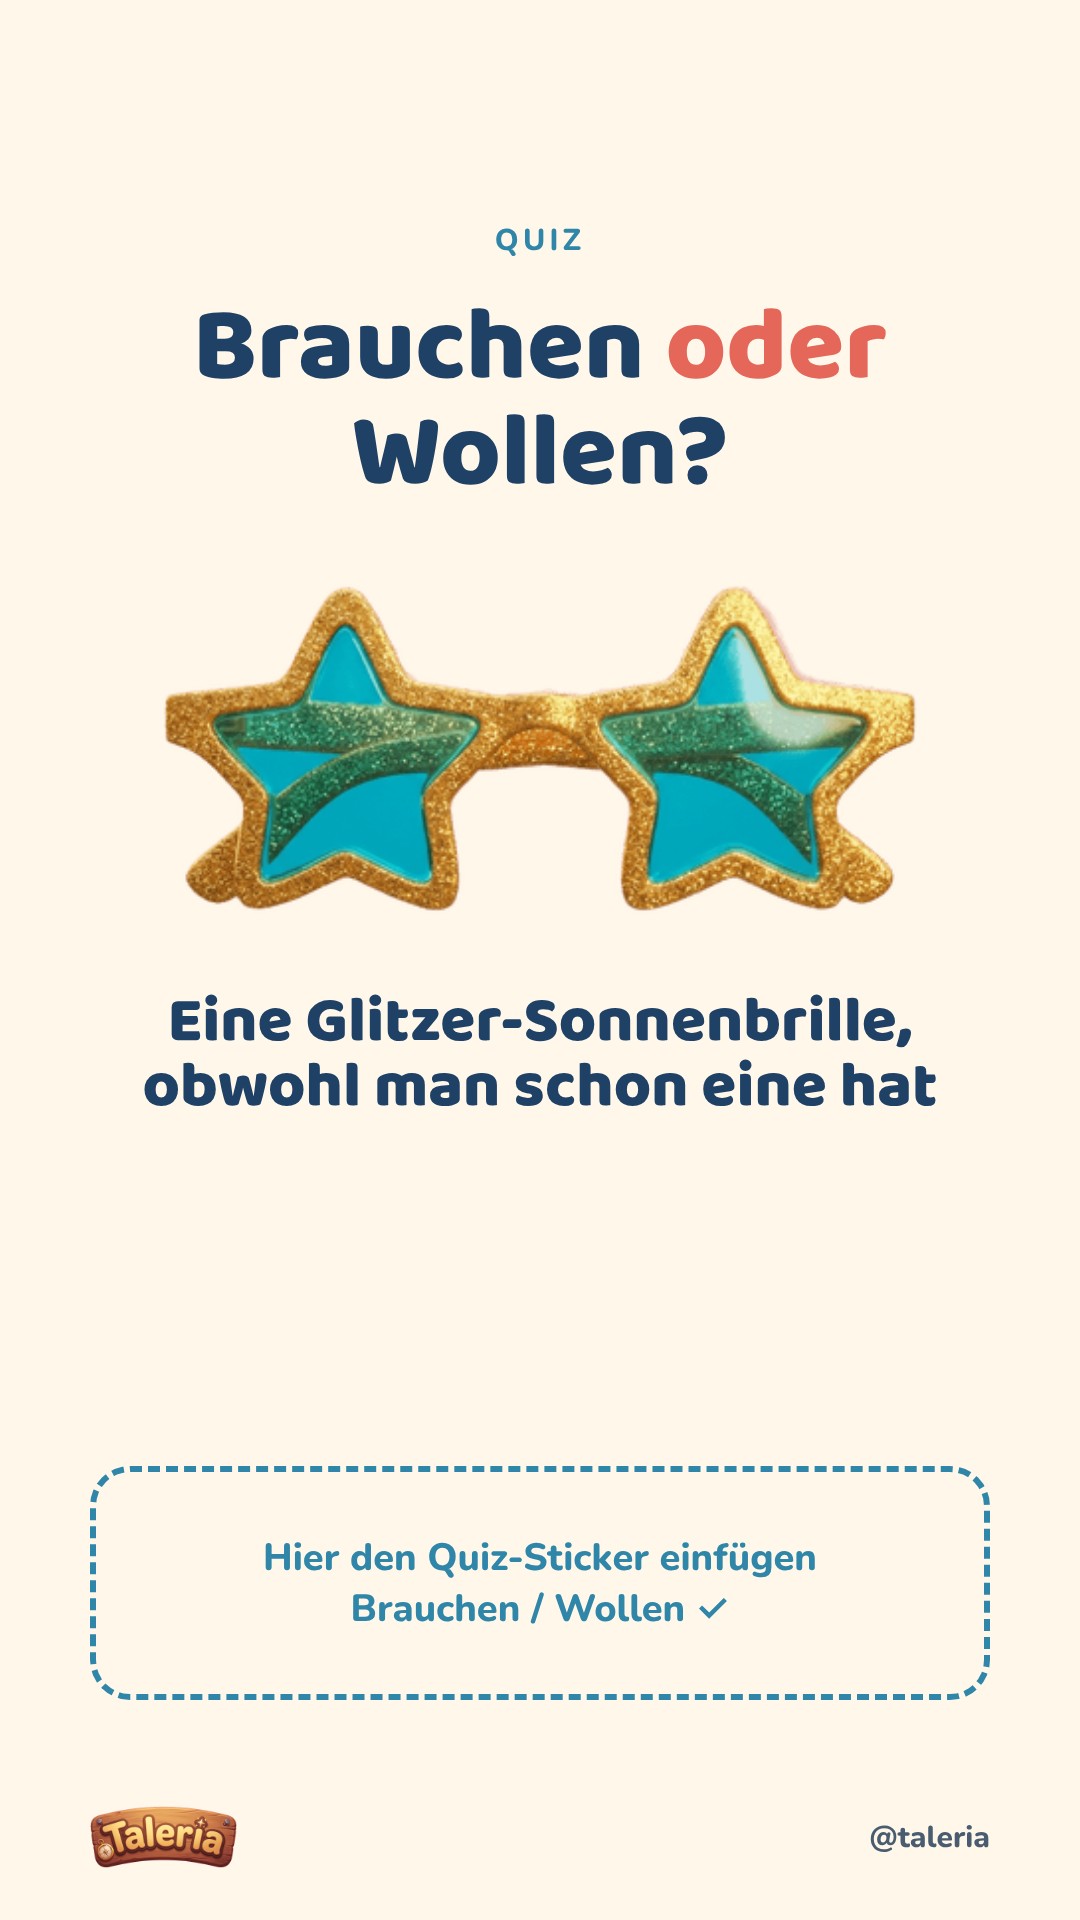 QUIZ
Brauchen oder
Wollen?
Eine Glitzer-Sonnenbrille,
obwohl man schon eine hat
Hier den Quiz-Sticker einfügen
Brauchen / Wollen ✓
Taleria
@taleria